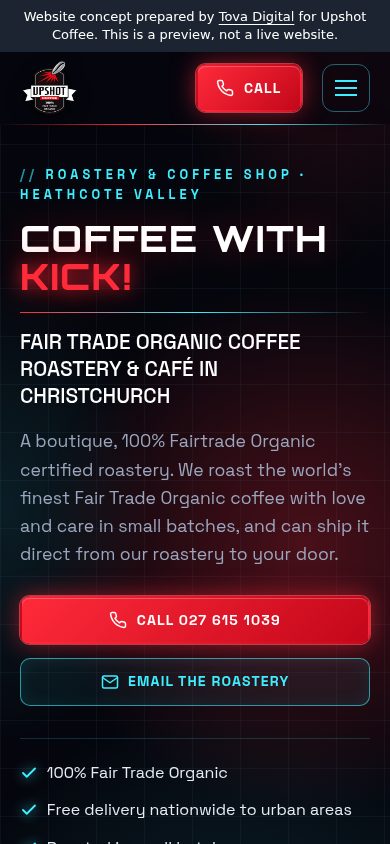 Website concept prepared by Tova Digital for Upshot
Coffee. This is a preview, not a live website.
UPSHOT
CALL
// ROASTERY & COFFEE SHOP ·
HEATHCOTE VALLEY
COFFEE WITH
KICK!
FAIR TRADE ORGANIC COFFEE
ROASTERY & CAFÉ IN
CHRISTCHURCH
A boutique, 100% Fairtrade Organic
certified roastery. We roast the world's
finest Fair Trade Organic coffee with love
and care in small batches, and can ship it
direct from our roastery to your door.
CALL 027 615 1039
EMAIL THE ROASTERY
100% Fair Trade Organic
Free delivery nationwide to urban areas